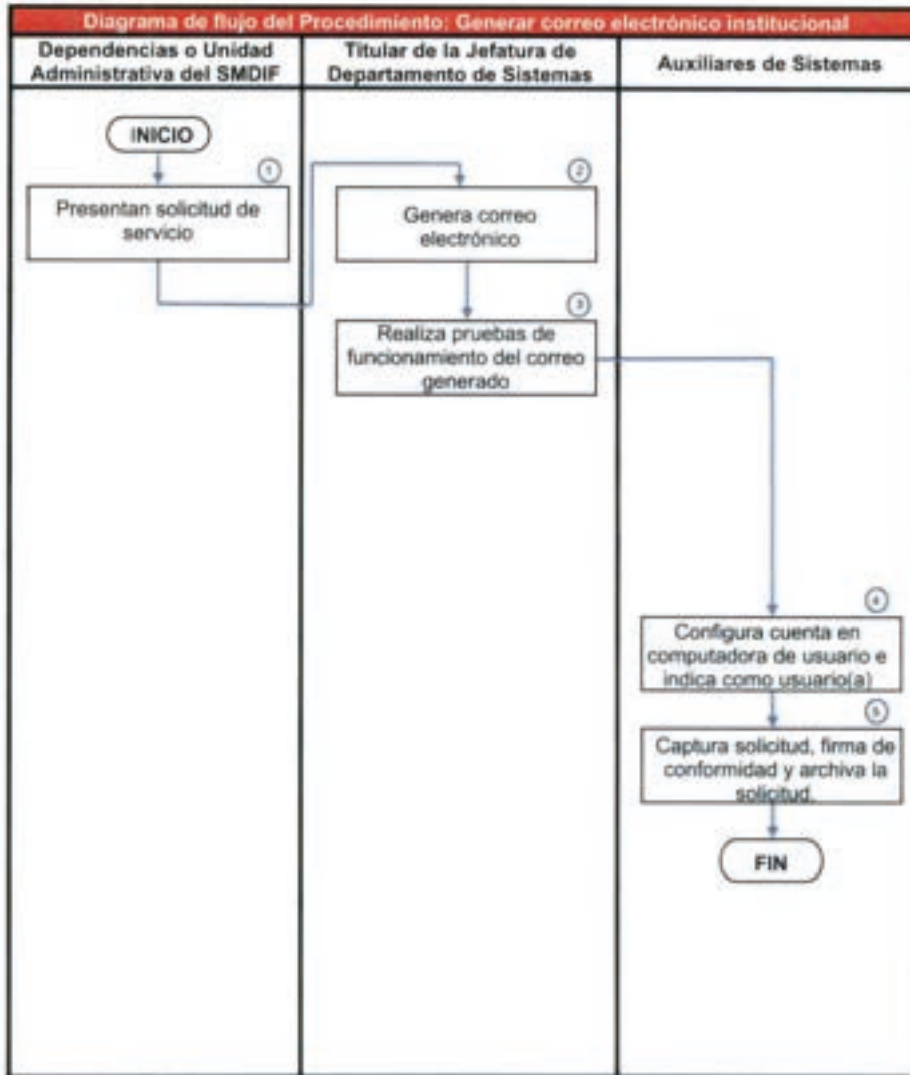 Diagrama de flujo del Procedimiento: Generar correo electrónico institucional
Dependencias o Unidad
Administrativa del SMDIF
Titular de la Jefatura de
Departamento de Sistemas
Auxiliares de Sistemas
INICIO
1
Presentan solicitud de
servicio
2
Genera correo
electrónico
3
Realiza pruebas de
funcionamiento del correo
generado
4
Configura cuenta en
computadora de usuario e
indica como usuario(a)
5
Captura solicitud, firma de
conformidad y archiva la
solicitud.
FIN